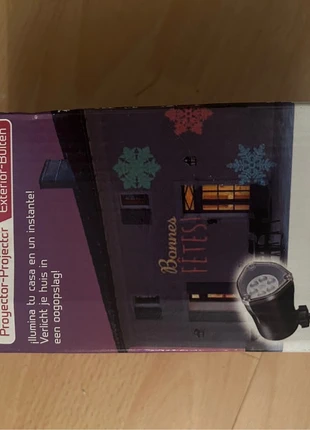 Proyector-Projector
Exterior-Buiten
¡Ilumina tu casa en un instante!
Verlicht je huis in
een oogopslag!
Bonnes
FÊTES!